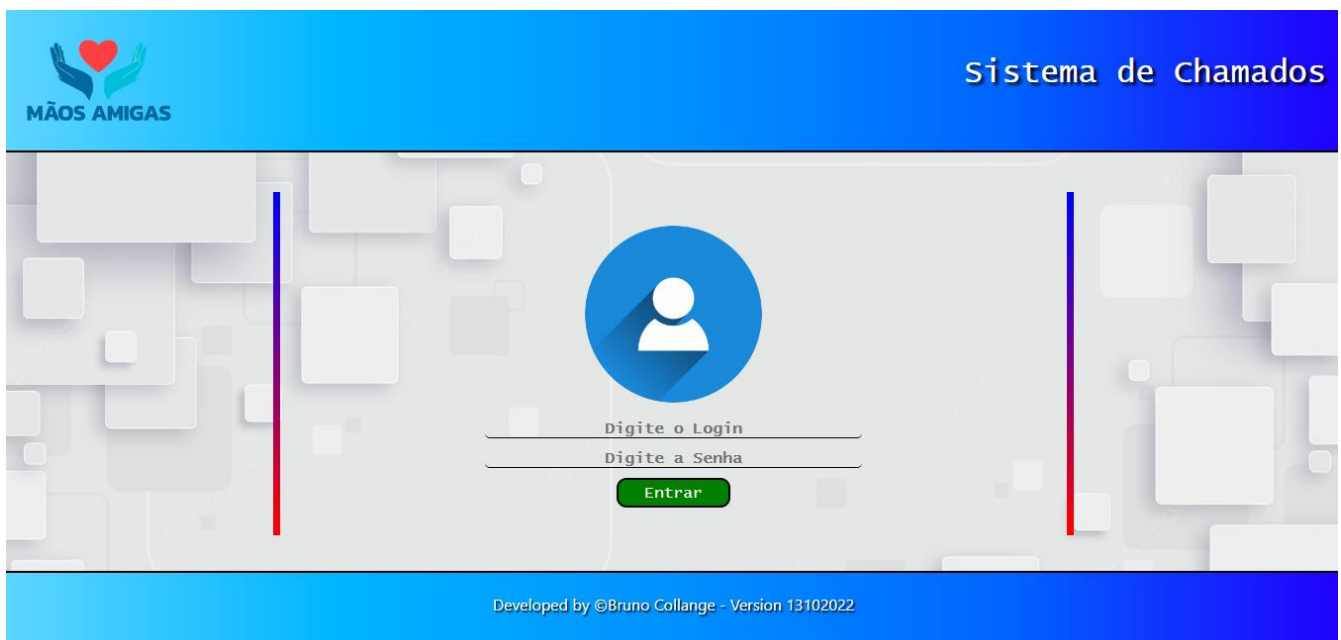 MÃOS AMIGAS
Sistema de Chamados
Digite o Login
Digite a Senha
Entrar
Developed by ©Bruno Collange - Version 13102022